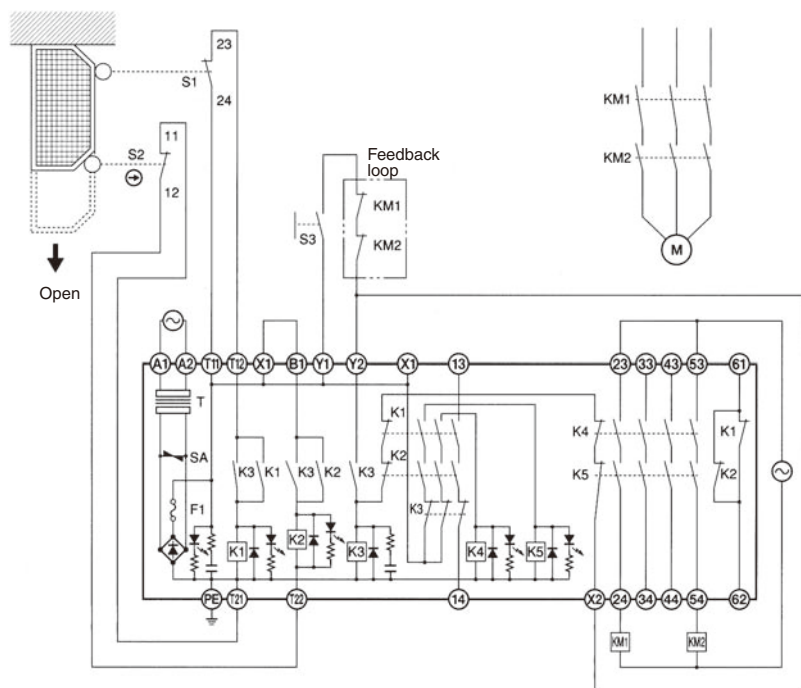 23
S1
24
11
S2
12
Open
Feedback
loop
KM1
KM2
S3
KM1
KM2
M
A1 A2 T11 T12 X1 B1 Y1 Y2 X1 13 23 33 43 53 61
T
SA
F1
K3 K1 K3 K2 K3
K1
K2
K3
K4
K5
K1
K2
K1 K2 K3 K4 K5
PE T21 T22 14 X2 24 34 44 54 62
KM1 KM2